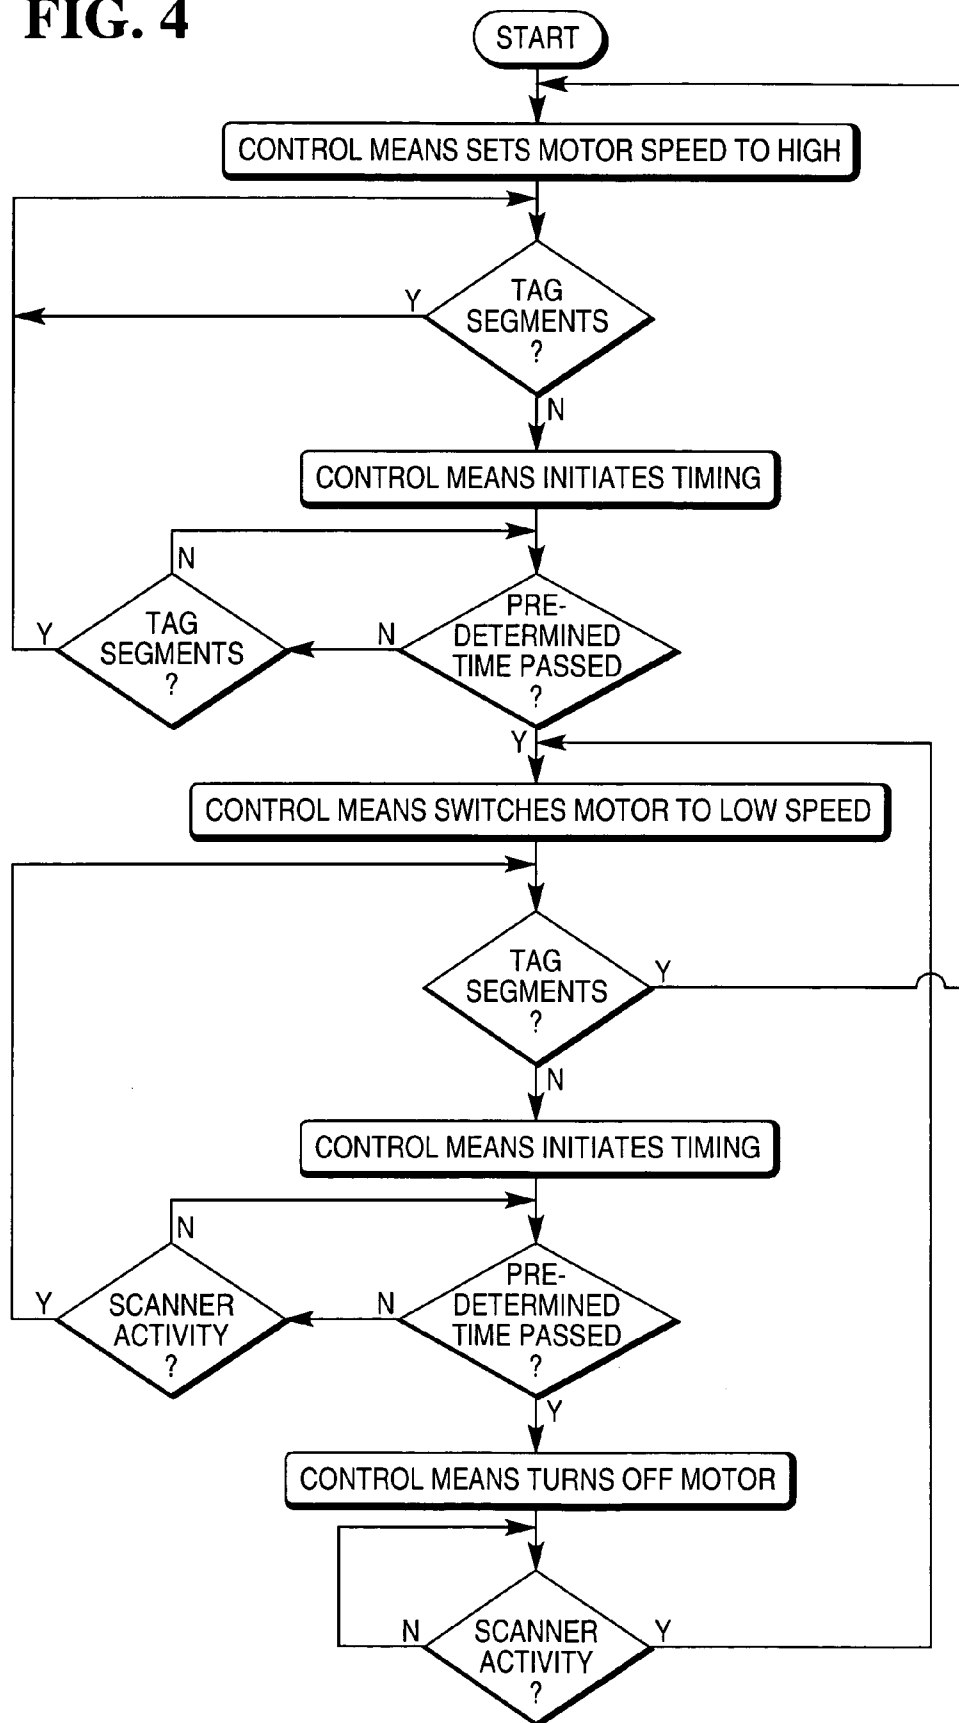 FIG. 4
START
CONTROL MEANS SETS MOTOR SPEED TO HIGH
TAG
SEGMENTS
?
Y
N
CONTROL MEANS INITIATES TIMING
PRE-
DETERMINED
TIME PASSED
?
N
Y
TAG
SEGMENTS
?
N
Y
CONTROL MEANS SWITCHES MOTOR TO LOW SPEED
TAG
SEGMENTS
?
Y
N
CONTROL MEANS INITIATES TIMING
PRE-
DETERMINED
TIME PASSED
?
N
Y
SCANNER
ACTIVITY
?
N
Y
CONTROL MEANS TURNS OFF MOTOR
SCANNER
ACTIVITY
?
N
Y